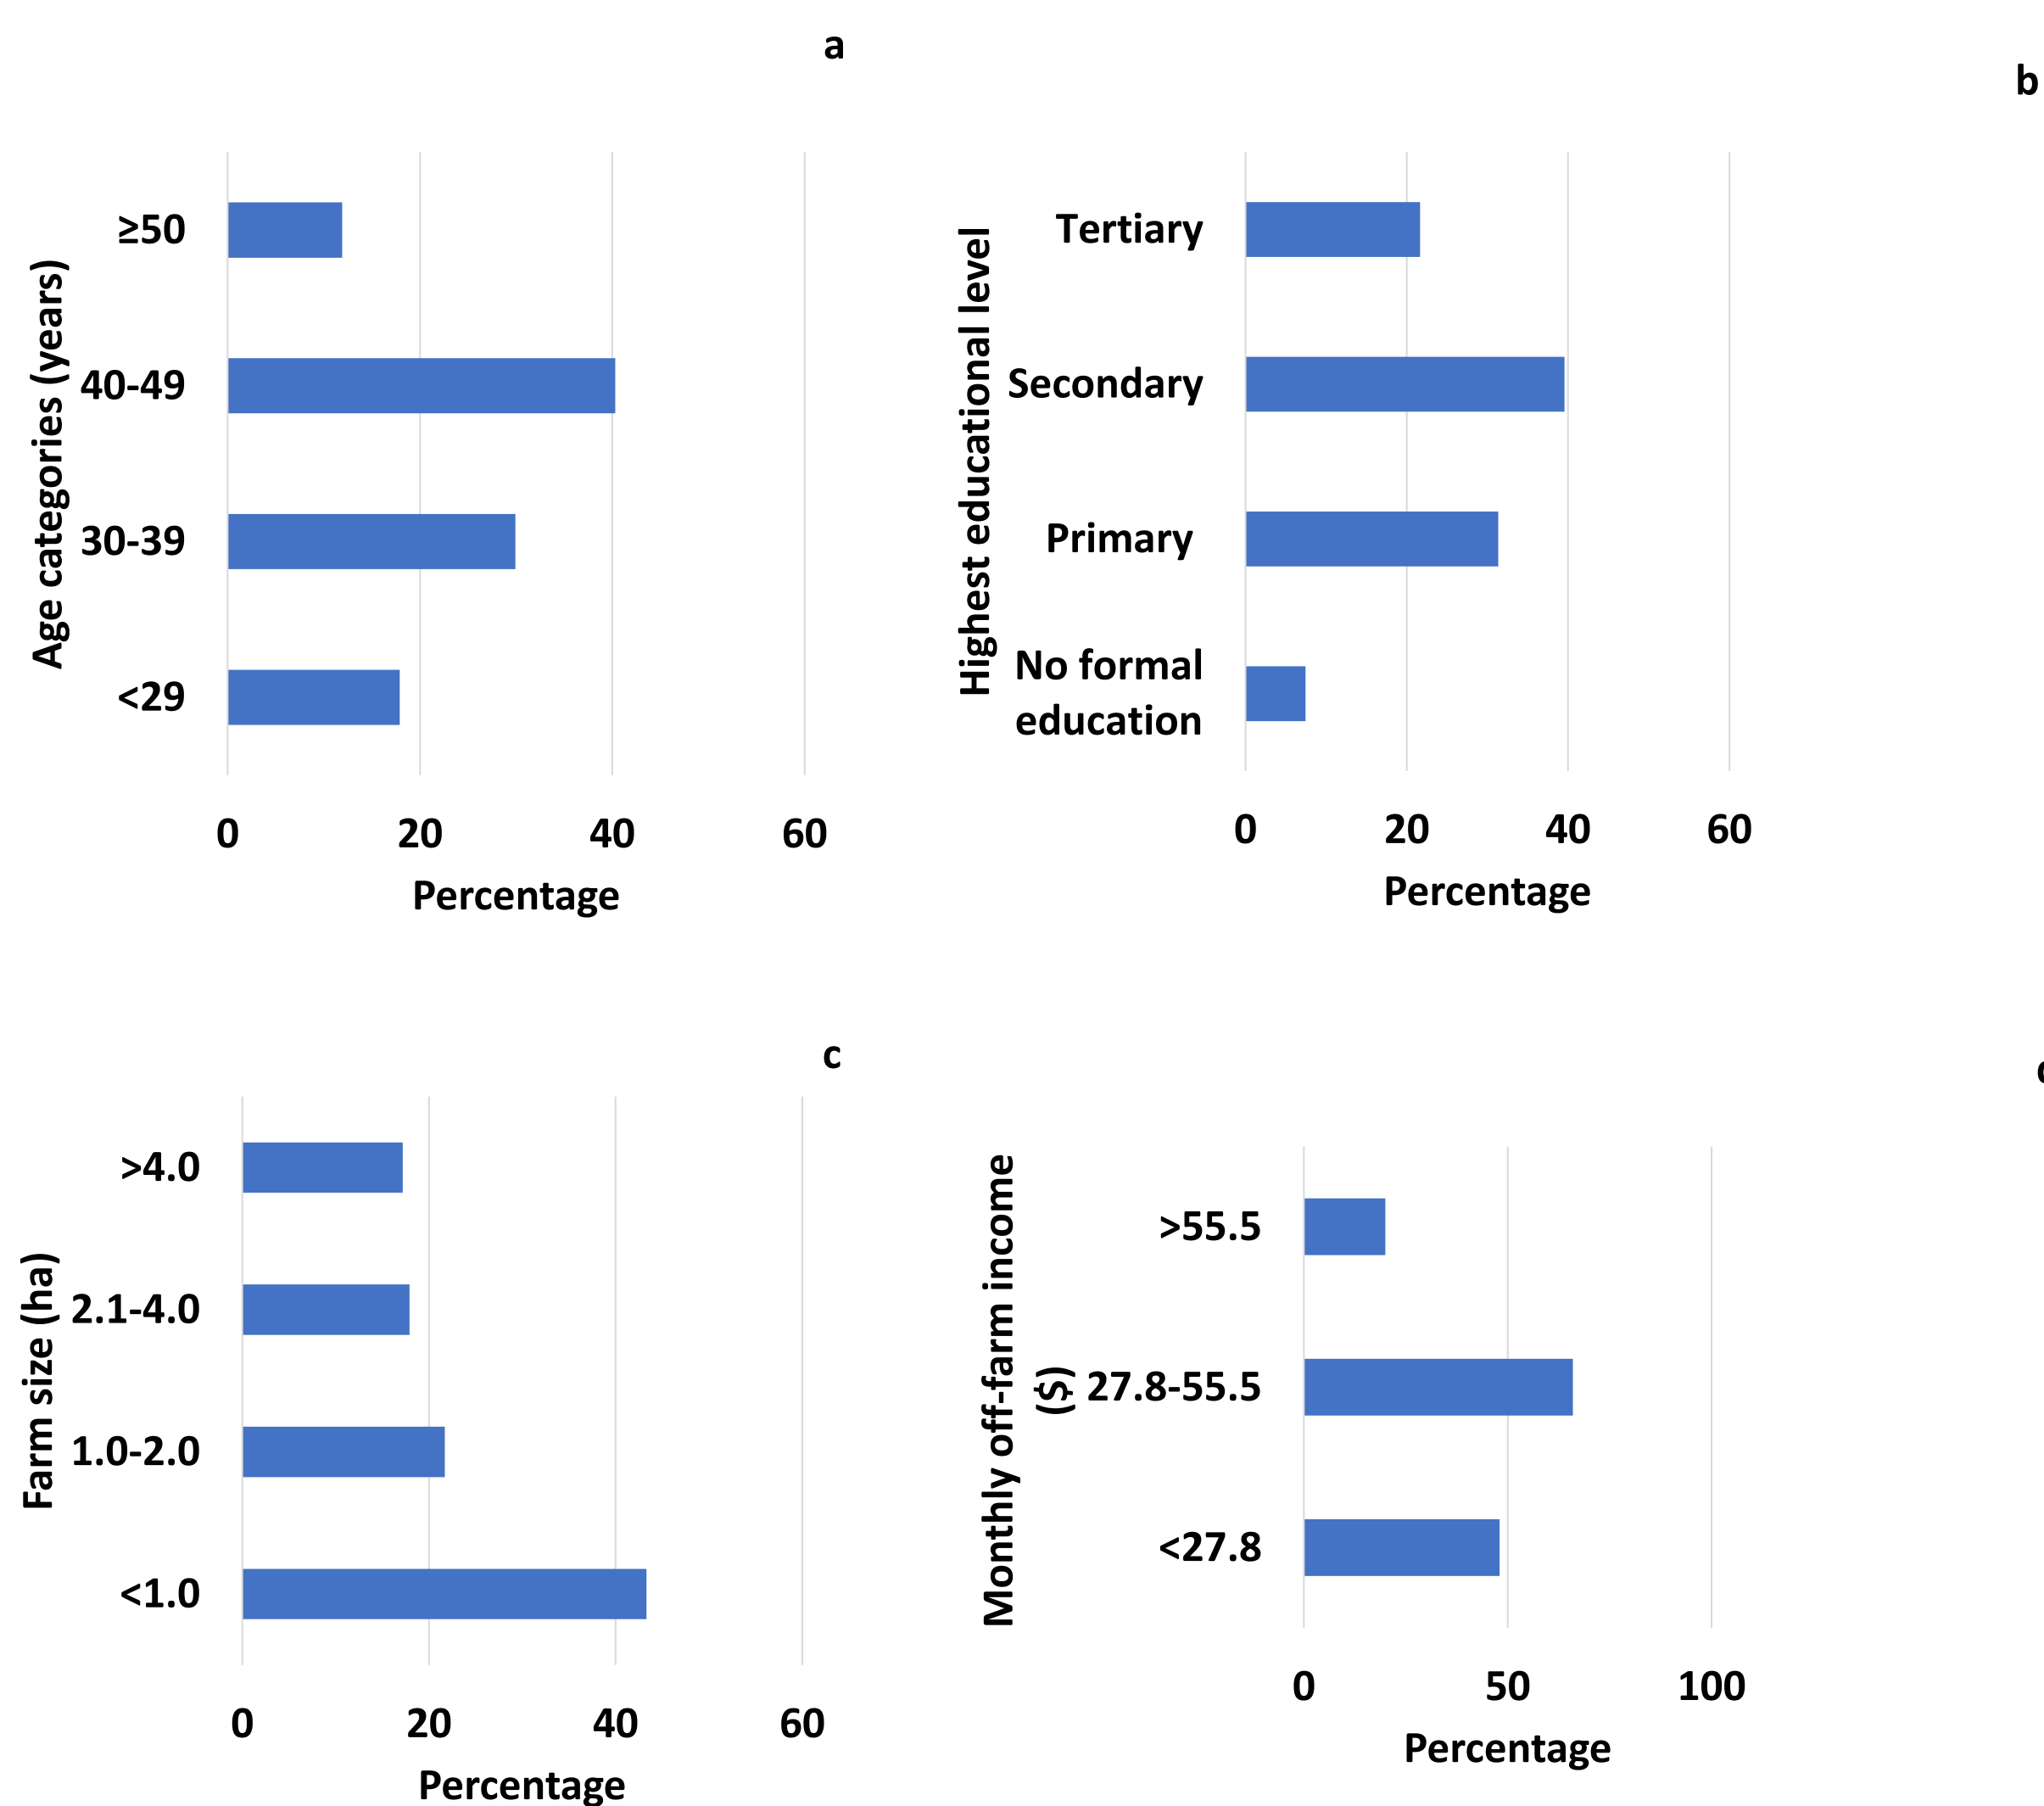 a
Age categories (years)
≥50
40-49
30-39
<29
0 20 40 60
Percentage
b
Highest educational level
Tertiary
Secondary
Primary
No formal
education
0 20 40 60
Percentage
c
Farm size (ha)
>4.0
2.1-4.0
1.0-2.0
<1.0
0 20 40 60
Percentage
Monthly off-farm income
($)
>55.5
27.8-55.5
<27.8
0 50 100
Percentage